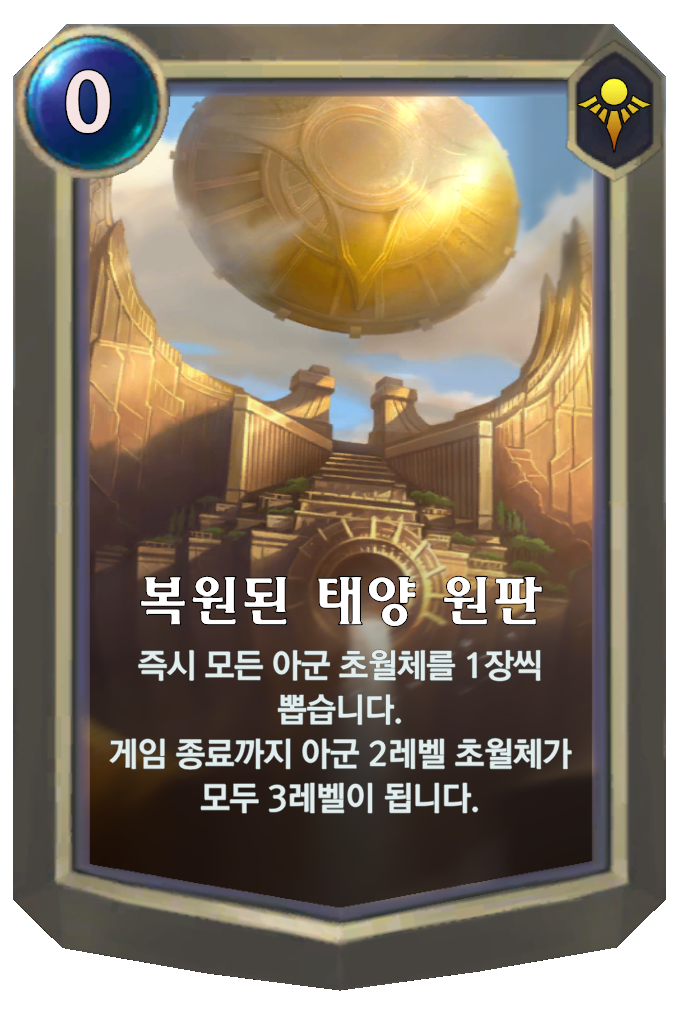 0
복원된 태양 원판
즉시 모든 아군 초월체를 1장씩
뽑습니다.
게임 종료까지 아군 2레벨 초월체가
모두 3레벨이 됩니다.